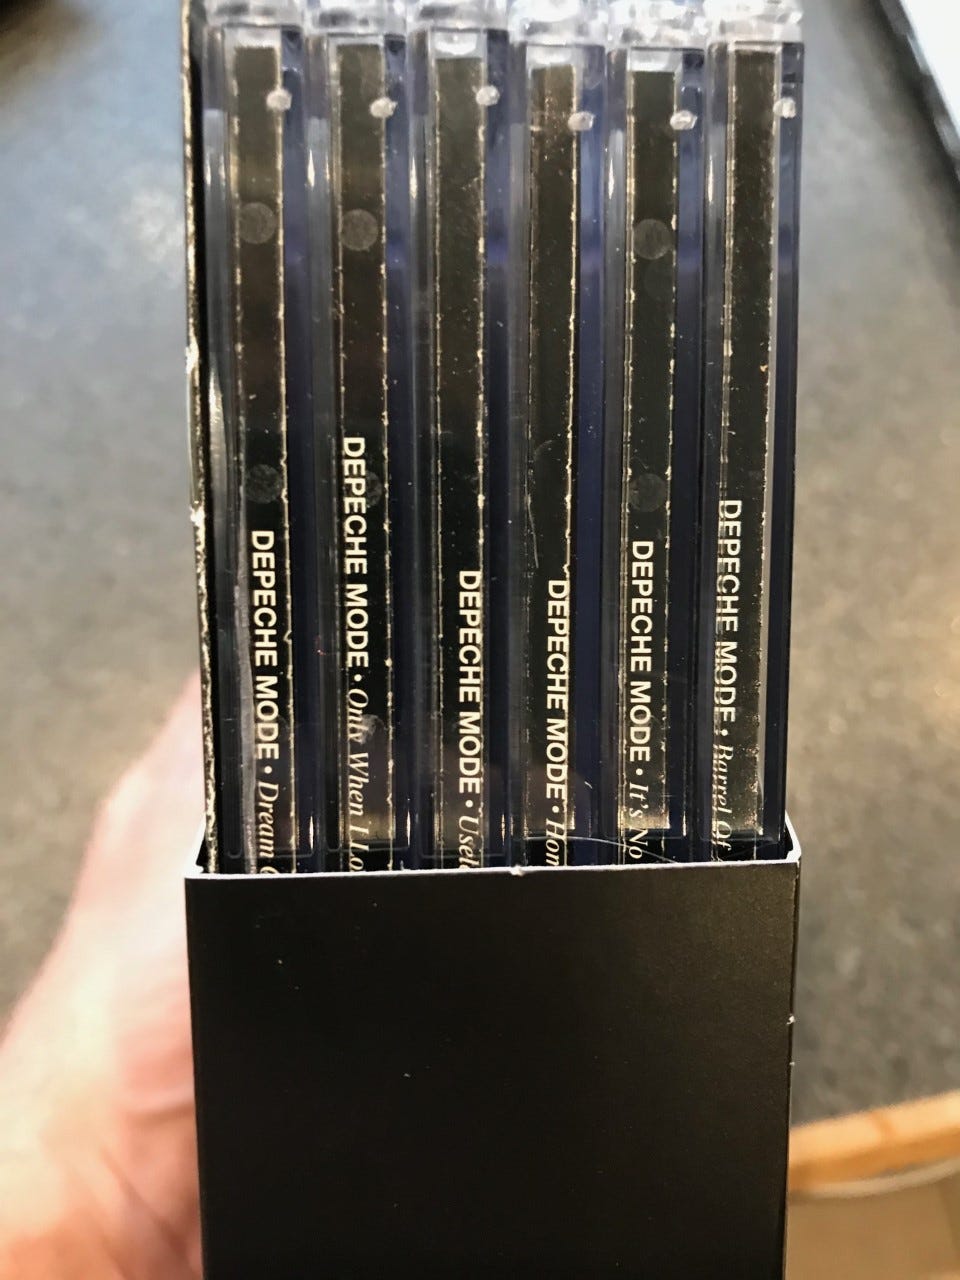 DEPECHE MODE • Dream
DEPECHE MODE • Only When I Lo
DEPECHE MODE • Usel
DEPECHE MODE • Hom
DEPECHE MODE • It's No
DEPECHE MODE • Barrel Of